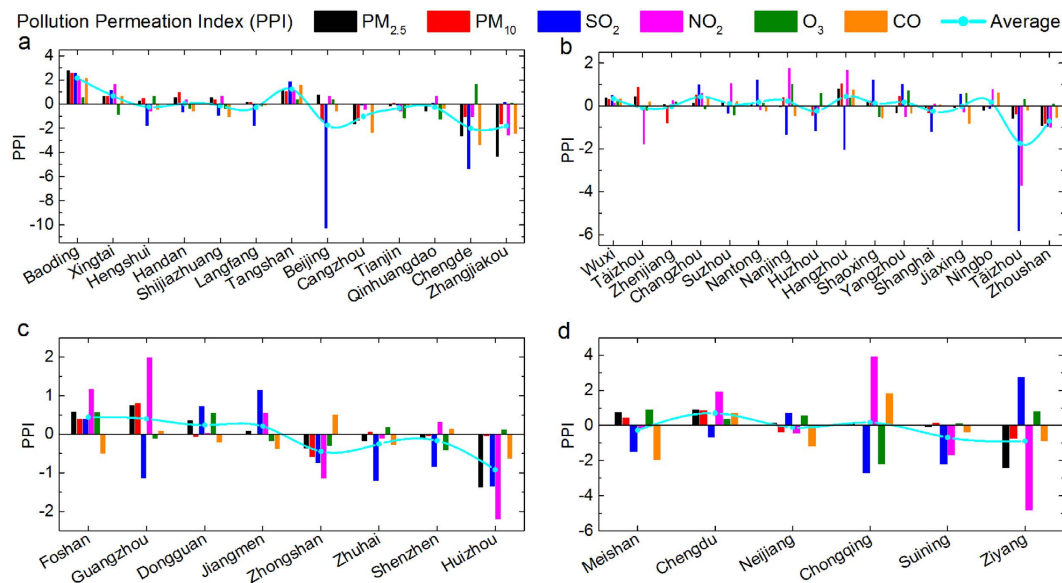 Pollution Permeation Index (PPI) PM2.5 PM10 SO2 NO2 O3 CO Average
a
4
2
0
-2
-4
-6
-8
-10
PPI
Baoding
Xingtai
Hengshui
Handan
Shijiazhuang
Langfang
Tangshan
Beijing
Cangzhou
Tianjin
Qinhuangdao
Chengde
Zhangjiakou
b
2
0
-2
-4
-6
PPI
Wuxi
Taizhou
Zhenjiang
Changzhou
Suzhou
Nantong
Nanjing
Huzhou
Hangzhou
Shaoxing
Yangzhou
Shanghai
Jiaxing
Ningbo
Taizhou
Zhoushan
c
2
1
0
-1
-2
PPI
Foshan
Guangzhou
Dongguan
Jiangmen
Zhongshan
Zhuhai
Shenzhen
Huizhou
d
6
4
2
0
-2
-4
-6
PPI
Meishan
Chengdu
Neijiang
Chongqing
Suining
Ziyang